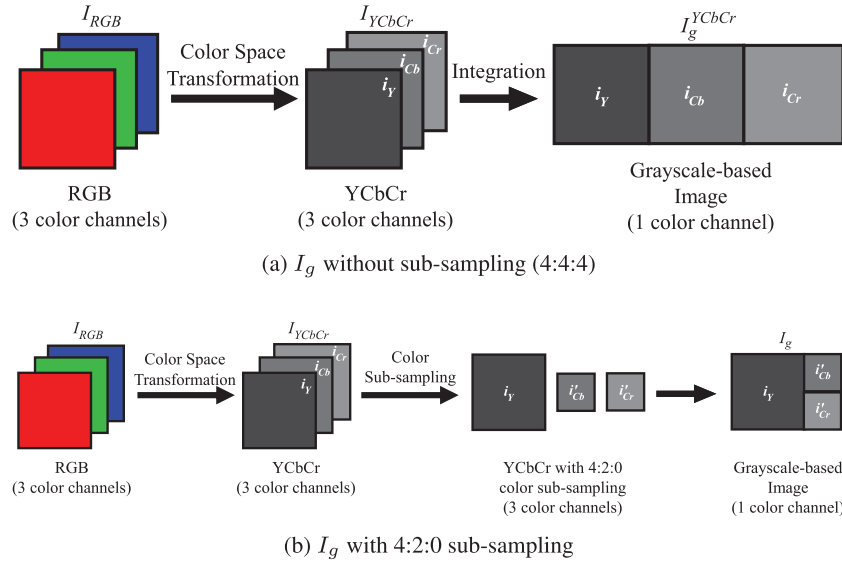 I_RGB
Color Space
Transformation
I_YCbCr
i_Cr
i_Cb
i_Y
Integration
I_g^YCbCr
i_Y
i_Cb
i_Cr
RGB
(3 color channels)
YCbCr
(3 color channels)
Grayscale-based
Image
(1 color channel)
(a) I_g without sub-sampling (4:4:4)
I_RGB
Color Space
Transformation
I_YCbCr
i_Cr
i_Cb
i_Y
Color
Sub-sampling
i_Y
i'_Cb
i'_Cr
I_g
i_Y
i'_Cb
i'_Cr
RGB
(3 color channels)
YCbCr
(3 color channels)
YCbCr with 4:2:0
color sub-sampling
(3 color channels)
Grayscale-based
Image
(1 color channel)
(b) I_g with 4:2:0 sub-sampling